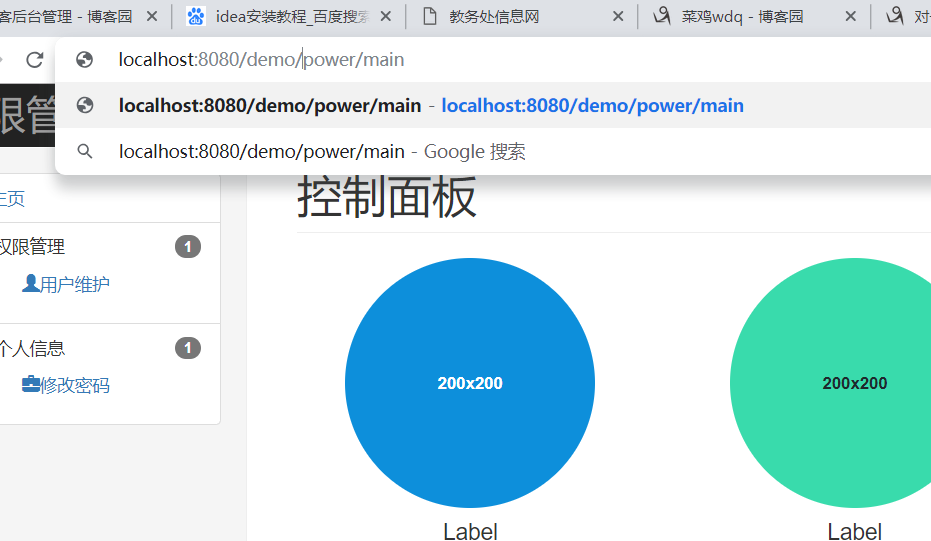 客后台管理 - 博客园 idea安装教程_百度搜索 教务处信息网 菜鸡wdq - 博客园 对
localhost:8080/demo/power/main
localhost:8080/demo/power/main - localhost:8080/demo/power/main
localhost:8080/demo/power/main - Google 搜索
限管
主页
权限管理 1
用户维护
个人信息 1
修改密码
控制面板
200x200 200x200
Label Label